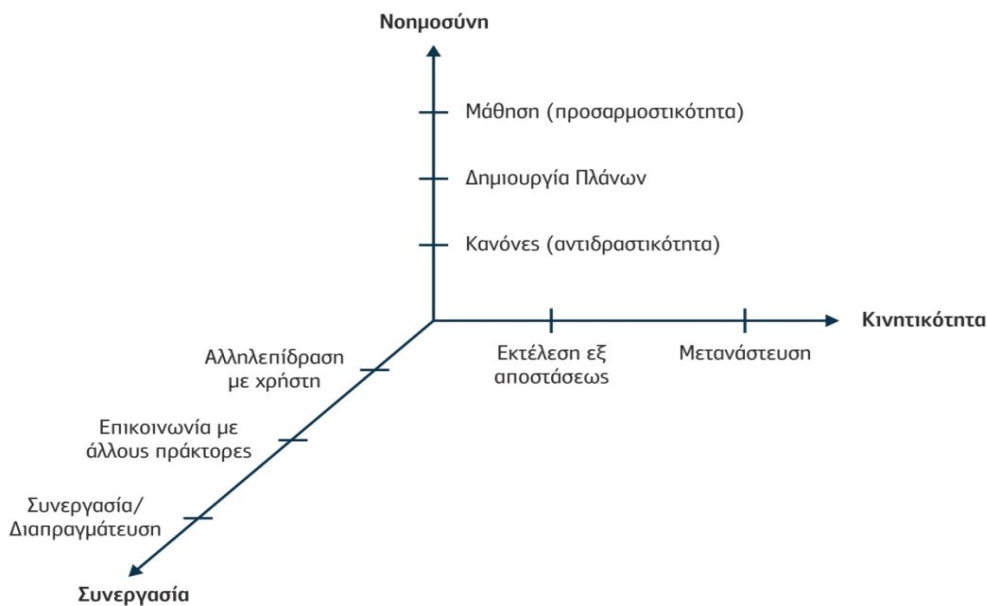 Νοημοσύνη
Μάθηση (προσαρμοστικότητα)
Δημιουργία Πλάνων
Κανόνες (αντιδραστικότητα)
Κινητικότητα
Εκτέλεση εξ
αποστάσεως
Μετανάστευση
Αλληλεπίδραση
με χρήστη
Επικοινωνία με
άλλους πράκτορες
Συνεργασία/
Διαπραγμάτευση
Συνεργασία